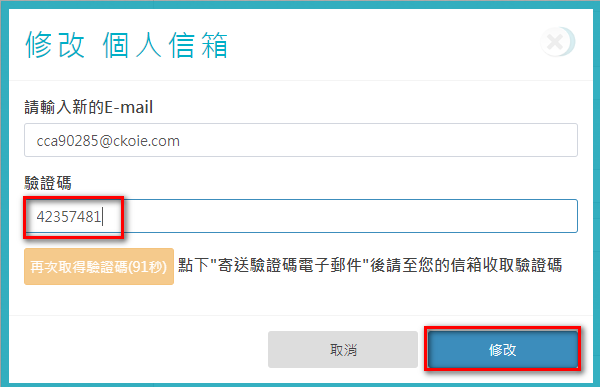 修改 個人信箱
請輸入新的E-mail
cca90285@ckoie.com
驗證碼
42357481
再次取得驗證碼(91秒) 點下"寄送驗證碼電子郵件"後請至您的信箱收取驗證碼
取消 修改